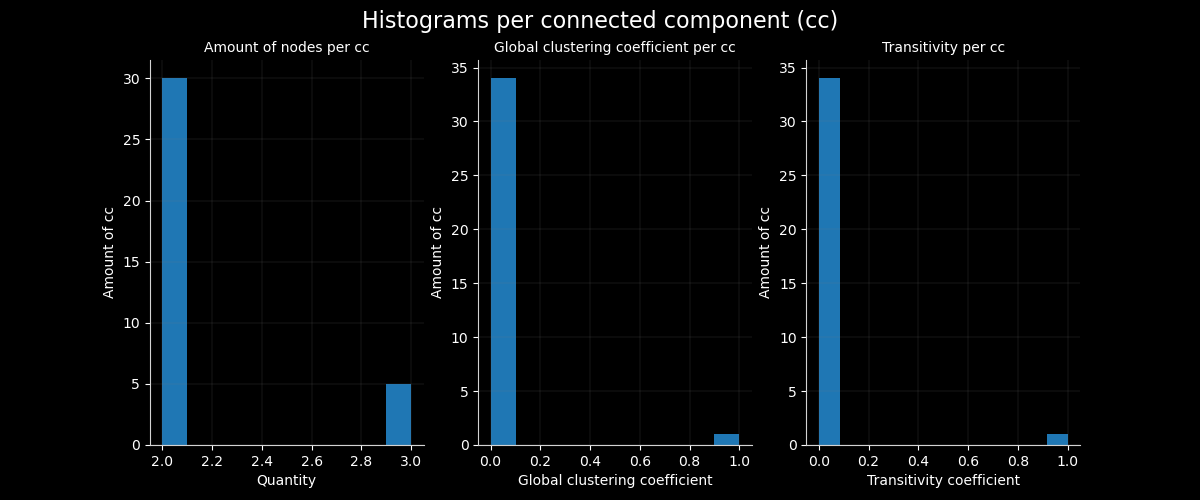 Histograms per connected component (cc)
Amount of nodes per cc
Global clustering coefficient per cc
Transitivity per cc
30
25
20
15
10
5
0
Amount of cc
2.0 2.2 2.4 2.6 2.8 3.0
Quantity
35
30
25
20
15
10
5
0
Amount of cc
0.0 0.2 0.4 0.6 0.8 1.0
Global clustering coefficient
35
30
25
20
15
10
5
0
Amount of cc
0.0 0.2 0.4 0.6 0.8 1.0
Transitivity coefficient